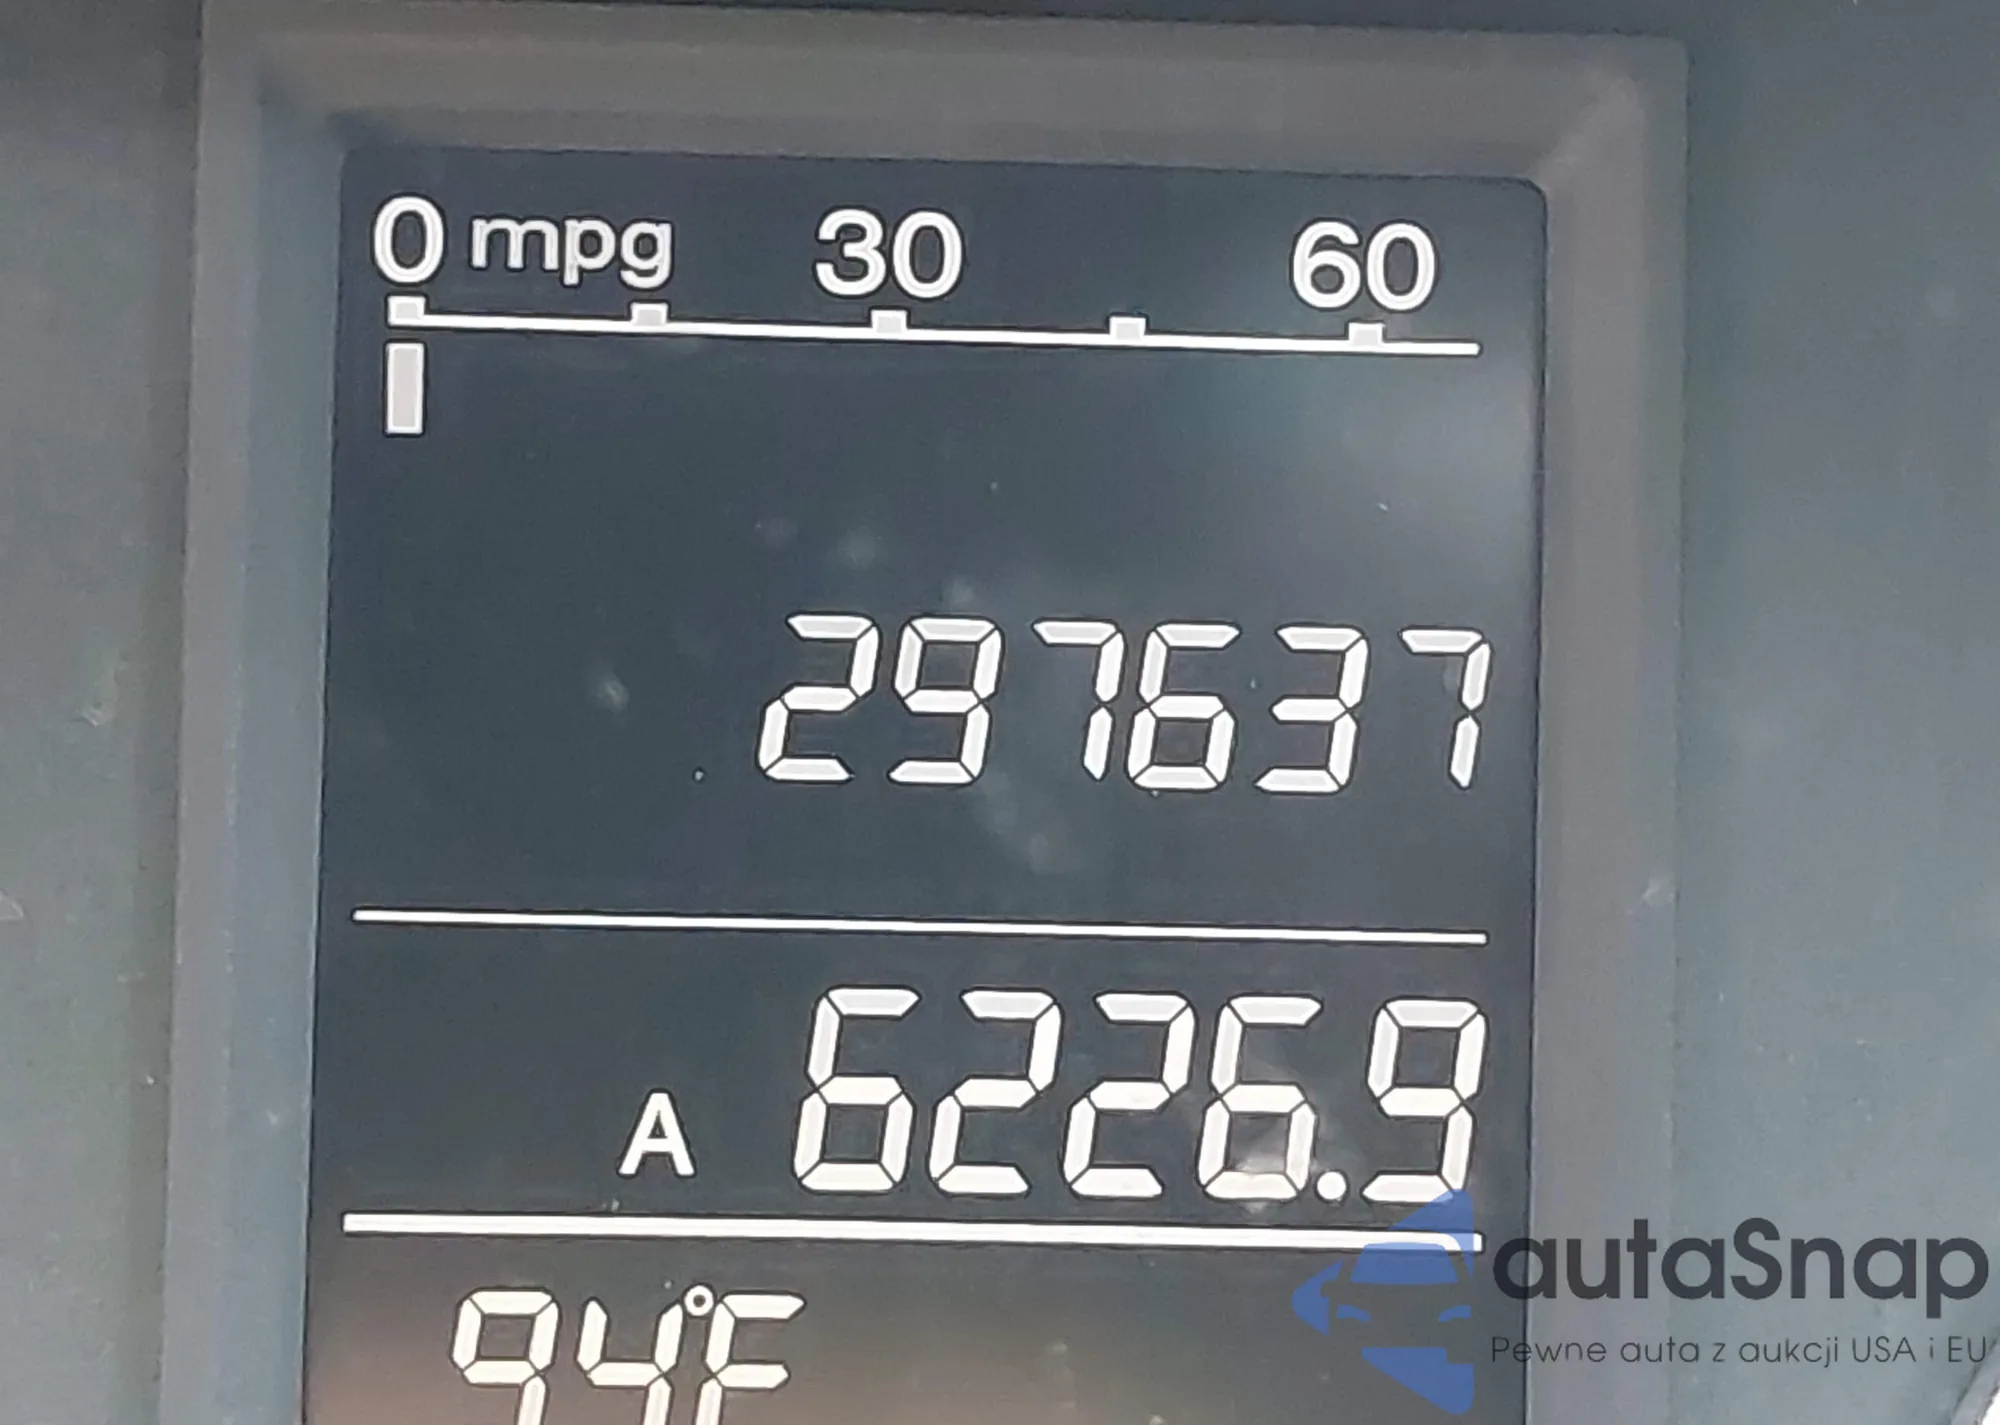 0 mpg 30 60
297637
A 6226.9
94°F
autaSnap
Pewne auta z aukcji USA i EU